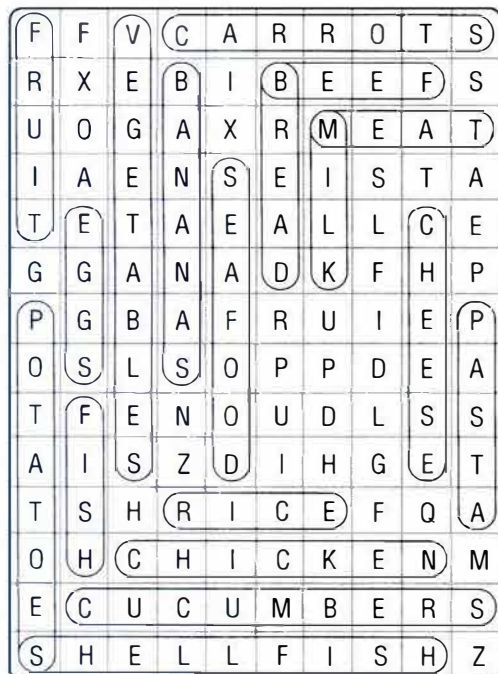 F F V C A R R O T S
R X E B I B E E F S
U O G A X R M E A T
I A E N S E I S T A
T E T A E A L L C E
G G A N A D K F H P
P G B A F R U I E P
O S L S O P P D E A
T F E N O U D L S S
A I S Z D I H G E T
T S H R I C E F Q A
O H C H I C K E N M
E C U C U M B E R S
S H E L L F I S H Z